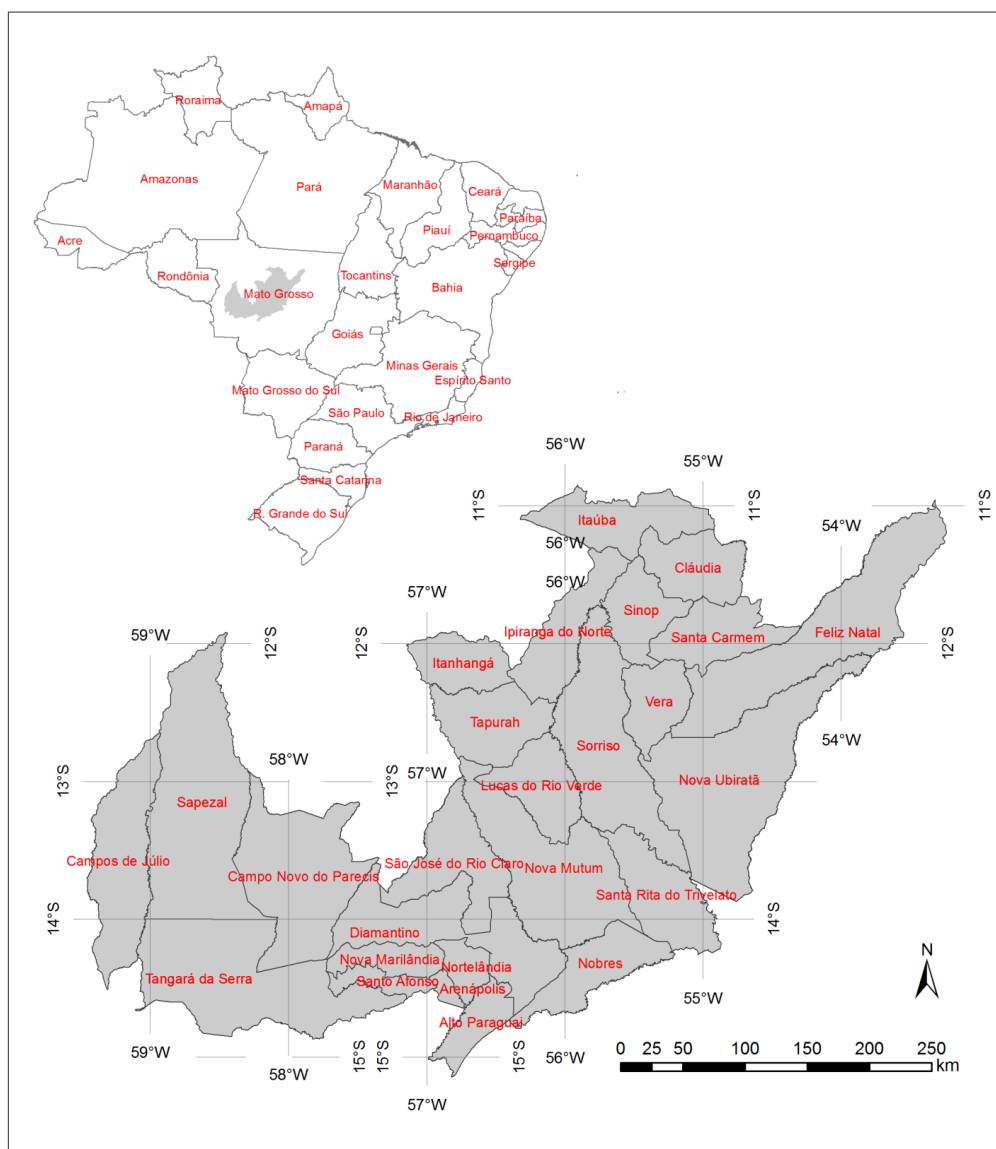 Roraima
Amapá
Amazonas
Pará
Maranhão
Ceará
Paraíba
Piauí
Pernambuco
Acre
Sergipe
Rondônia
Tocantins
Bahia
Mato Grosso
Goiás
Minas Gerais
Espírito Santo
Mato Grosso do Sul
São Paulo
Rio de Janeiro
Paraná
Santa Catarina
R. Grande do Sul
56°W
55°W
11°S
11°S
54°W
11°S
Itaúba
56°W
Cláudia
56°W
57°W
Sinop
59°W
12°S
12°S
Ipiranga do Norte
Santa Carmem
Feliz Natal
12°S
Itanhangá
Vera
Tapurah
Sorriso
54°W
58°W
13°S
57°W
13°S
Lucas do Rio Verde
Nova Ubiratã
13°S
Sapezal
Campos de Júlio
Campo Novo do Parecis
São José do Rio Claro
Nova Mutum
Santa Rita do Trivelato
14°S
14°S
Diamantino
Nova Marilândia
Nortelândia
Nobres
N
Tangará da Serra
Santo Afonso
Arenápolis
55°W
Alto Paraguai
59°W
15°S
15°S
15°S
56°W
58°W
57°W
0 25 50 100 150 200 250
km